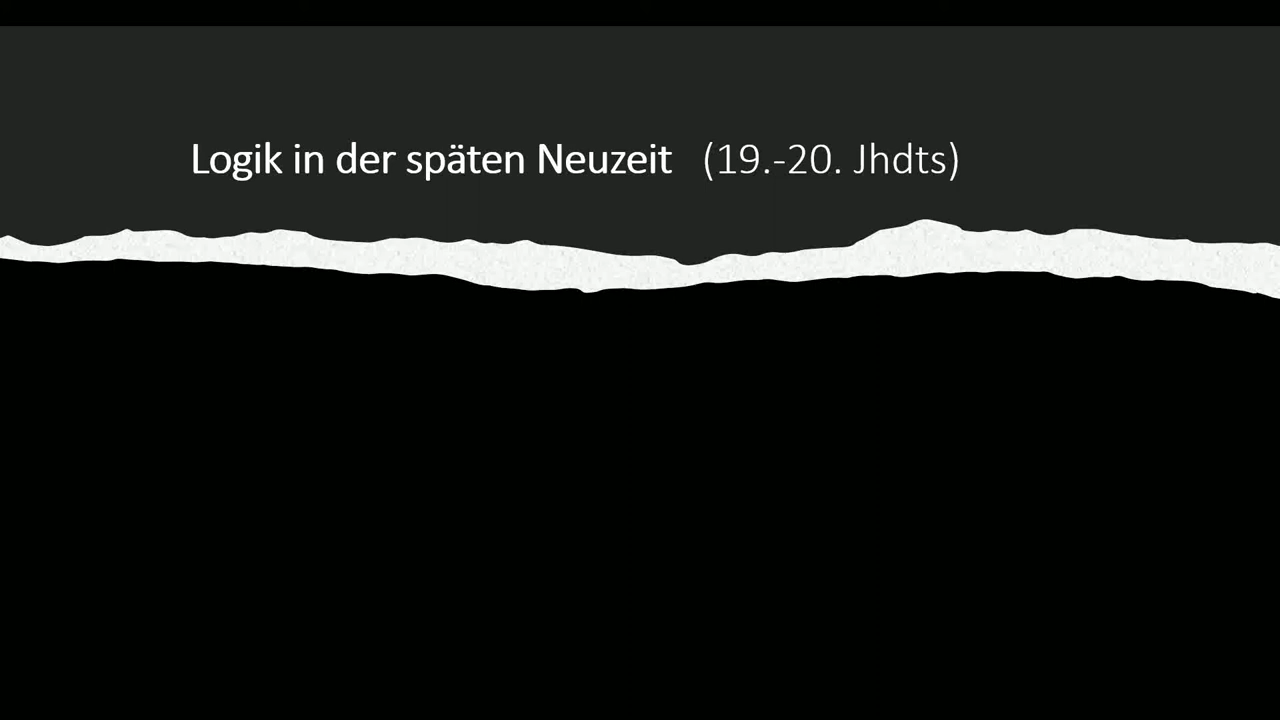 Logik in der späten Neuzeit (19.-20. Jhdts)